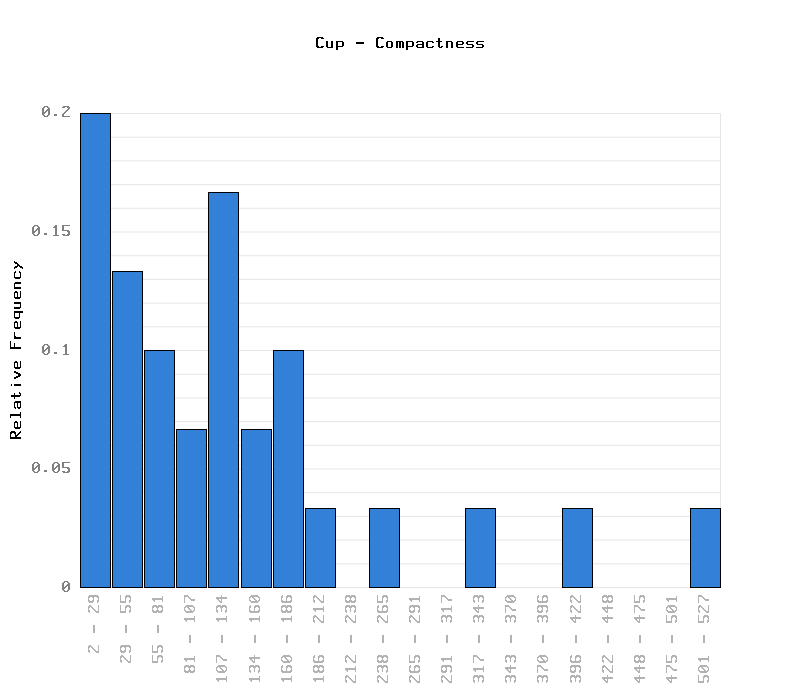 Cup - Compactness
0.2
0.15
0.1
0.05
0
Relative Frequency
2 - 29
29 - 55
55 - 81
81 - 107
107 - 134
134 - 160
160 - 186
186 - 212
212 - 238
238 - 265
265 - 291
291 - 317
317 - 343
343 - 370
370 - 396
396 - 422
422 - 448
448 - 475
475 - 501
501 - 527